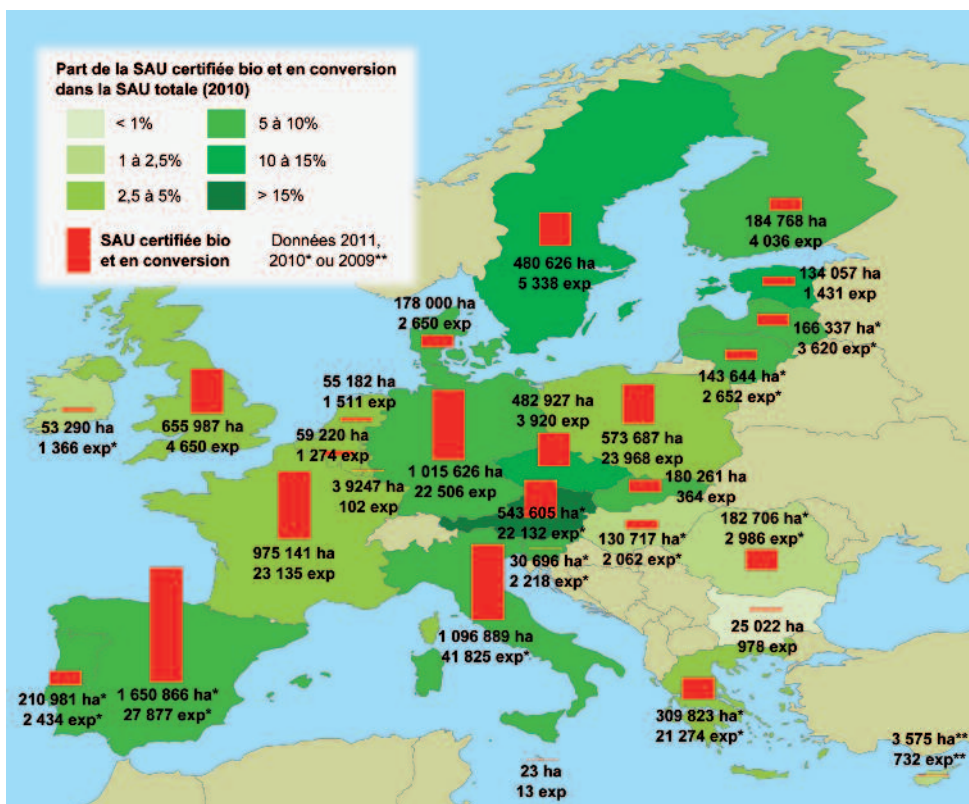 Part de la SAU certifiée bio et en conversion
dans la SAU totale (2010)
< 1%
5 à 10%
1 à 2,5%
10 à 15%
2,5 à 5%
> 15%
SAU certifiée bio
et en conversion
Données 2011,
2010* ou 2009**
184 768 ha
4 036 exp
480 626 ha
5 338 exp
134 057 ha
1 431 exp
178 000 ha
2 650 exp
166 337 ha*
3 620 exp*
143 644 ha*
2 652 exp*
55 182 ha
1 511 exp
482 927 ha
3 920 exp
53 290 ha
1 366 exp*
655 987 ha
4 650 exp
59 220 ha
1 274 exp
573 687 ha
23 968 exp
1 015 626 ha
22 506 exp
3 9247 ha
102 exp
180 261 ha
364 exp
543 605 ha*
22 132 exp*
182 706 ha*
2 986 exp*
130 717 ha*
2 062 exp*
975 141 ha
23 135 exp
30 696 ha*
2 218 exp*
25 022 ha
978 exp
1 096 889 ha
41 825 exp*
210 981 ha*
2 434 exp*
1 650 866 ha*
27 877 exp*
309 823 ha*
21 274 exp*
3 575 ha**
732 exp**
23 ha
13 exp